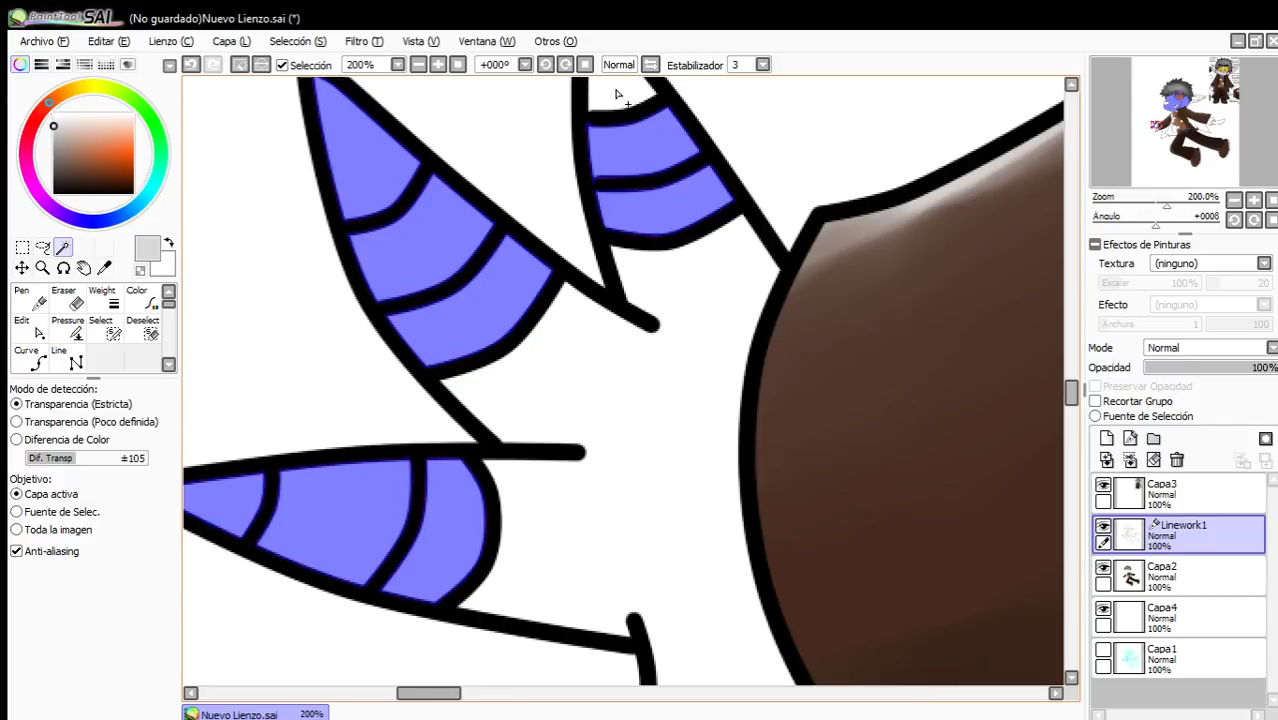 PaintTool SAI (No guardado)Nuevo Lienzo.sai (*)
Archivo (F) Editar (E) Lienzo (C) Capa (L) Selección (S) Filtro (T) Vista (V) Ventana (W) Otros (O)
Selección 200% +000º Normal Estabilizador 3
Zoom 200.0%
Ángulo +000ß
Efectos de Pinturas
Textura (ninguno)
Escalar 100% 20
Efecto (ninguno)
Anchura 1 100
Mode Normal
Opacidad 100%
Preservar Opacidad
Recortar Grupo
Fuente de Selección
Pen Eraser Weight Color
Edit Pressure Select Deselect
Curve Line
Modo de detección:
Transparencia (Estricta)
Transparencia (Poco definida)
Diferencia de Color
Dif. Transp ±105
Objetivo:
Capa activa
Fuente de Selec.
Toda la imagen
Anti-aliasing
Capa3
Normal
100%
Linework1
Normal
100%
Capa2
Normal
100%
Capa4
Normal
100%
Capa1
Normal
100%
Nuevo Lienzo.sai 200%